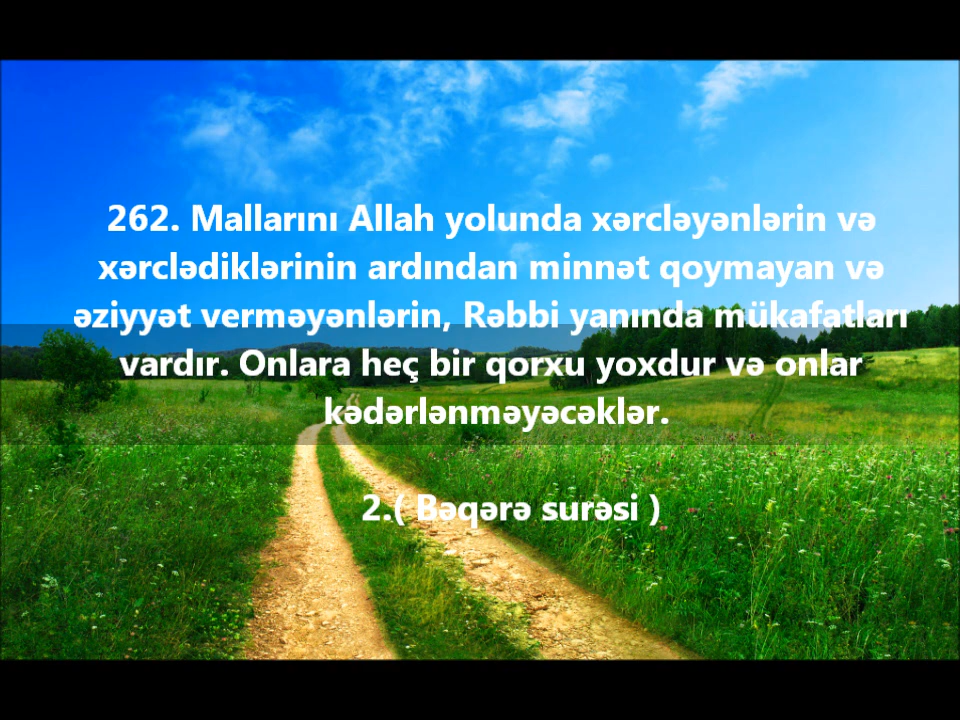 262. Mallarını Allah yolunda xərcləyənlərin və
xərclədiklərinin ardından minnət qoymayan və
əziyyət verməyənlərin, Rəbbi yanında mükafatları
vardır. Onlara heç bir qorxu yoxdur və onlar
kədərlənməyəcəklər.
2.( Bəqərə surəsi )